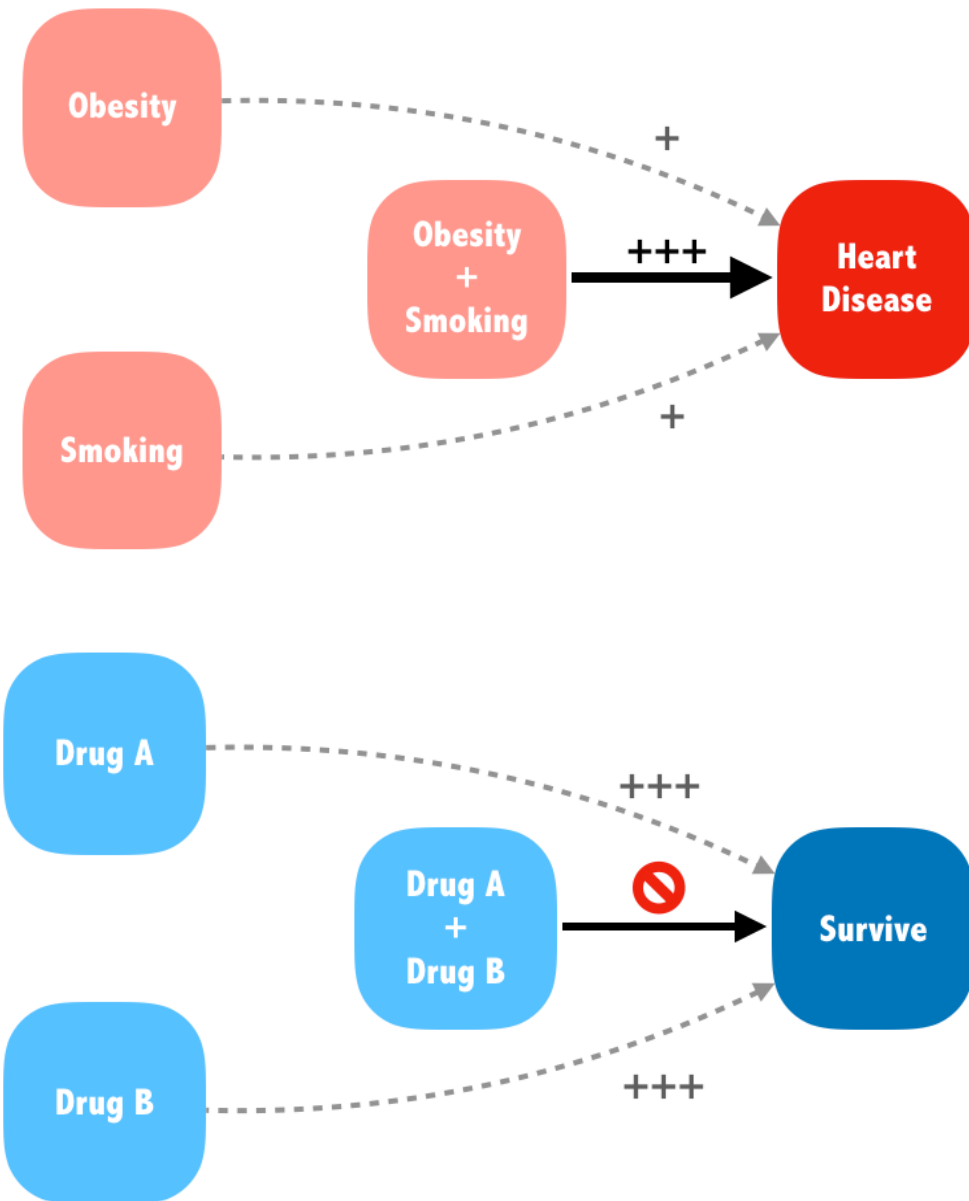 Obesity
+
Obesity
+
Smoking
+++
Heart
Disease
Smoking
+
Drug A
+++
Drug A
+
Drug B
Survive
Drug B
+++